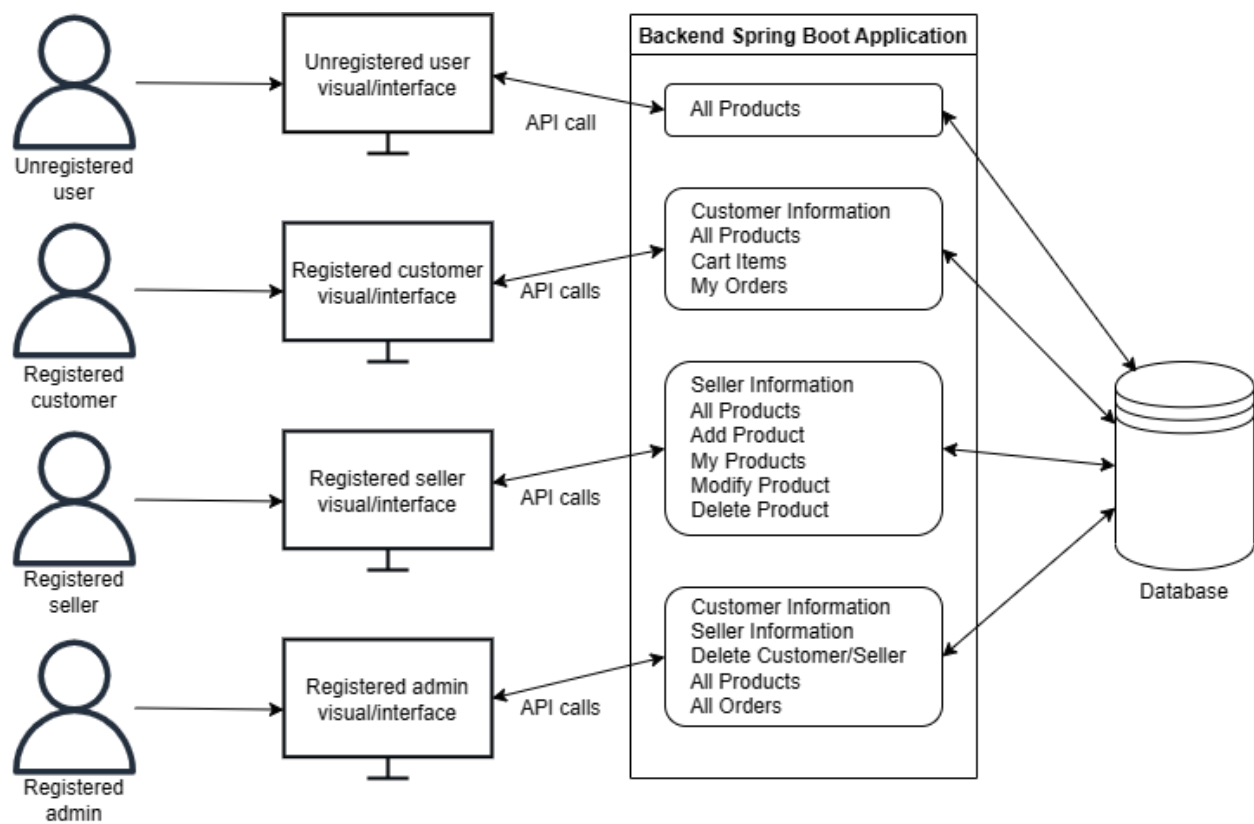 Backend Spring Boot Application
Unregistered user
visual/interface
API call
All Products
Unregistered
user
Customer Information
All Products
Cart Items
My Orders
Registered customer
visual/interface
API calls
Registered
customer
Seller Information
All Products
Add Product
My Products
Modify Product
Delete Product
Registered seller
visual/interface
API calls
Registered
seller
Database
Customer Information
Seller Information
Delete Customer/Seller
All Products
All Orders
Registered admin
visual/interface
API calls
Registered
admin